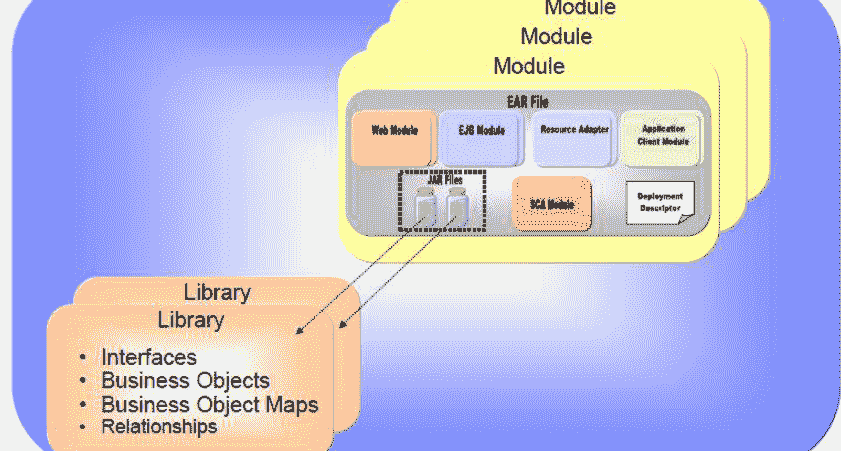 Module
Module
Module
EAR File
Web Module
EJB Module
Resource Adapter
Application
Client Module
JAR Files
SCA Module
Deployment
Descriptor
Library
Library
• Interfaces
• Business Objects
• Business Object Maps
• Relationships